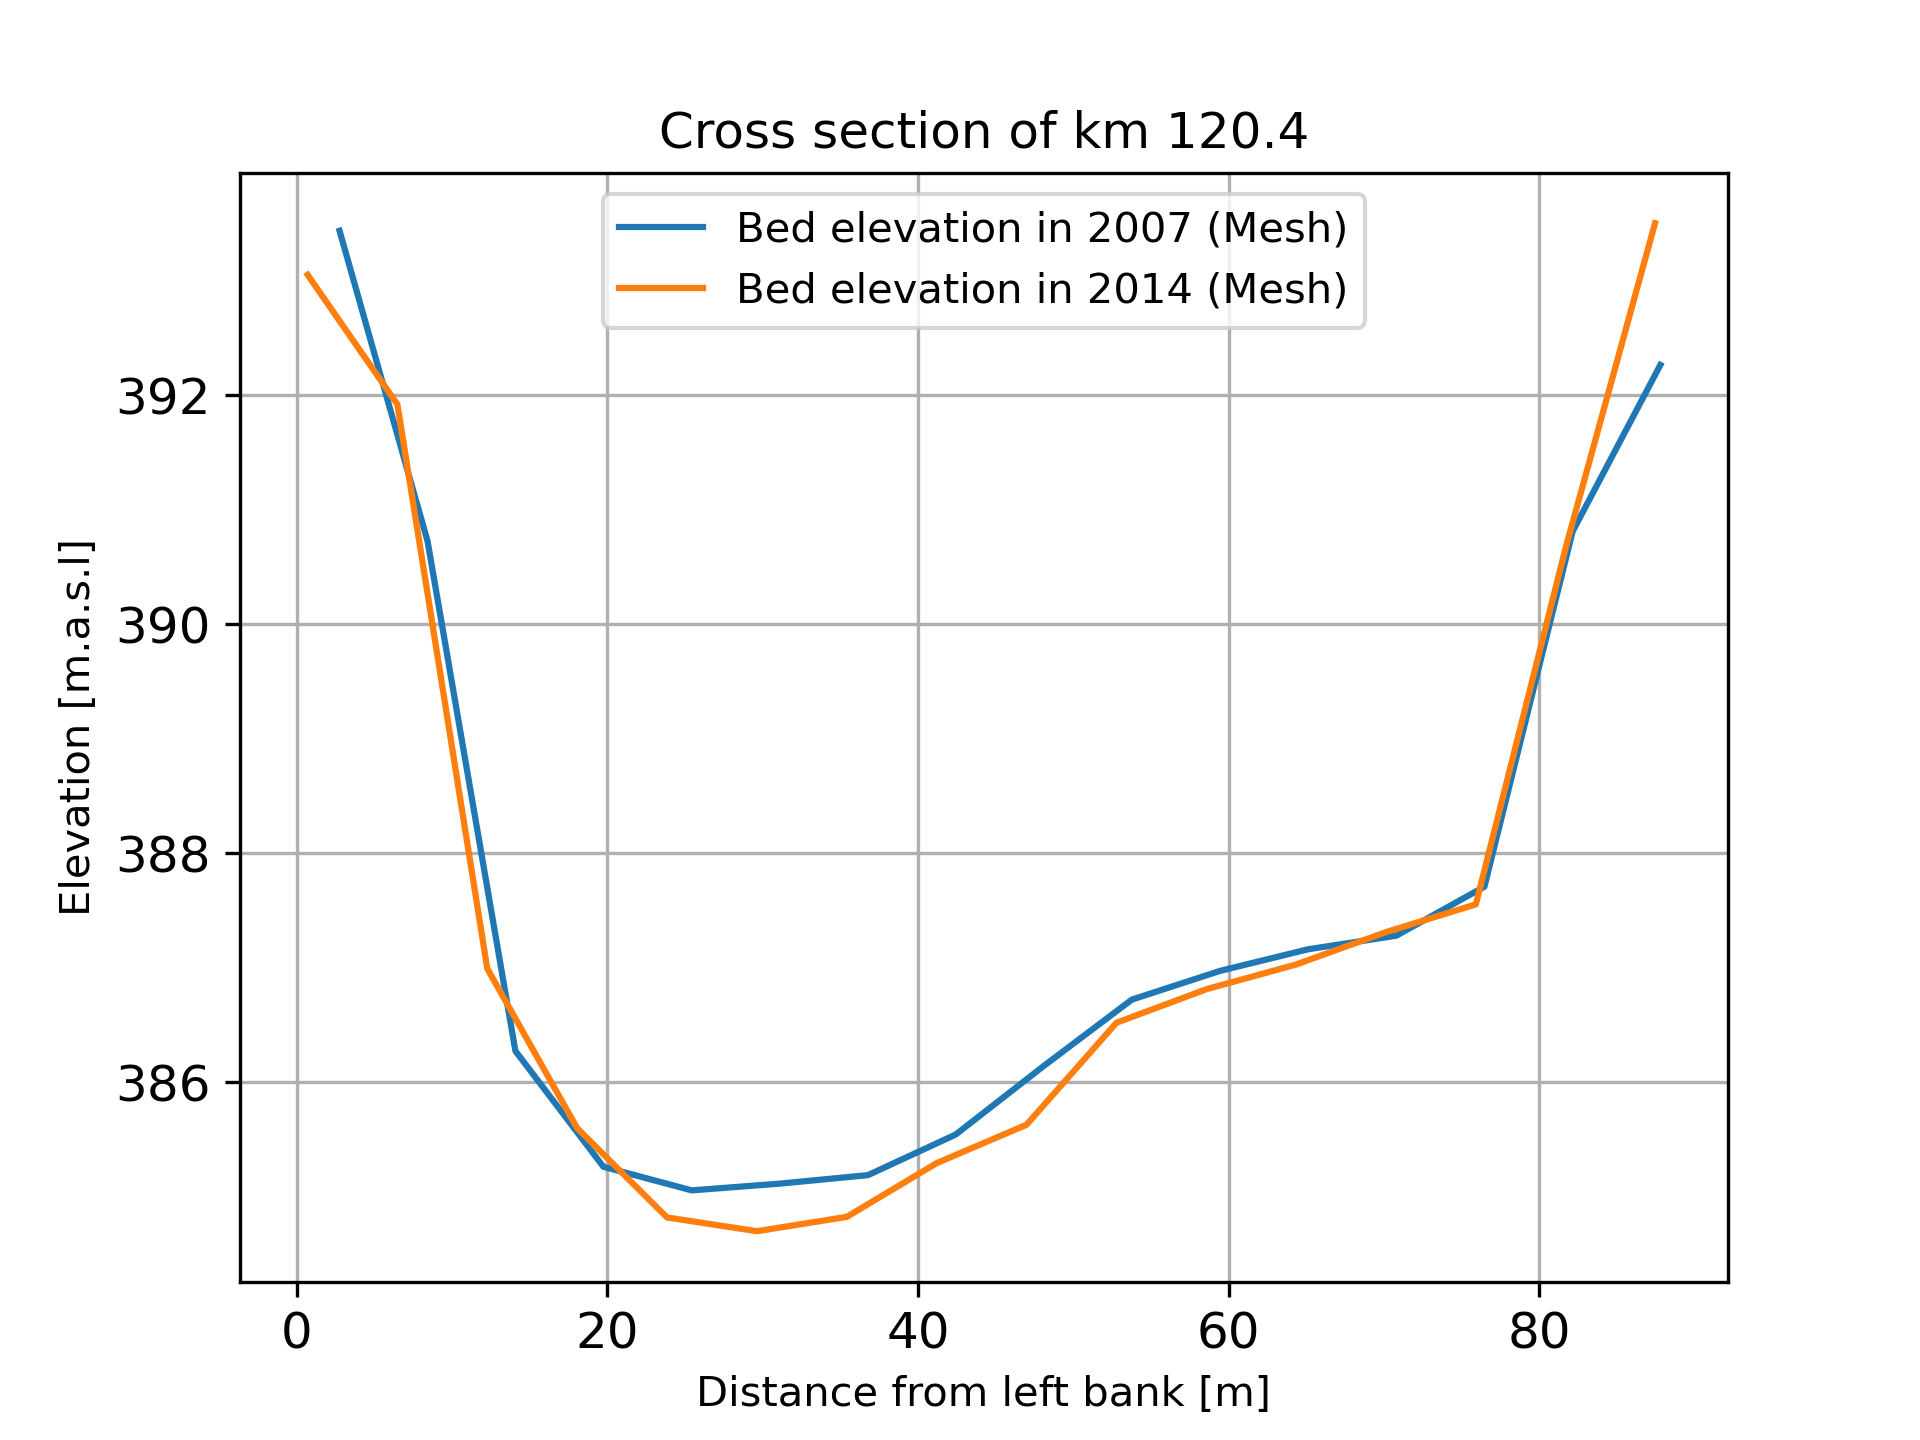 Cross section of km 120.4
Bed elevation in 2007 (Mesh)
Bed elevation in 2014 (Mesh)
Elevation [m.a.s.l]
392
390
388
386
0 20 40 60 80
Distance from left bank [m]